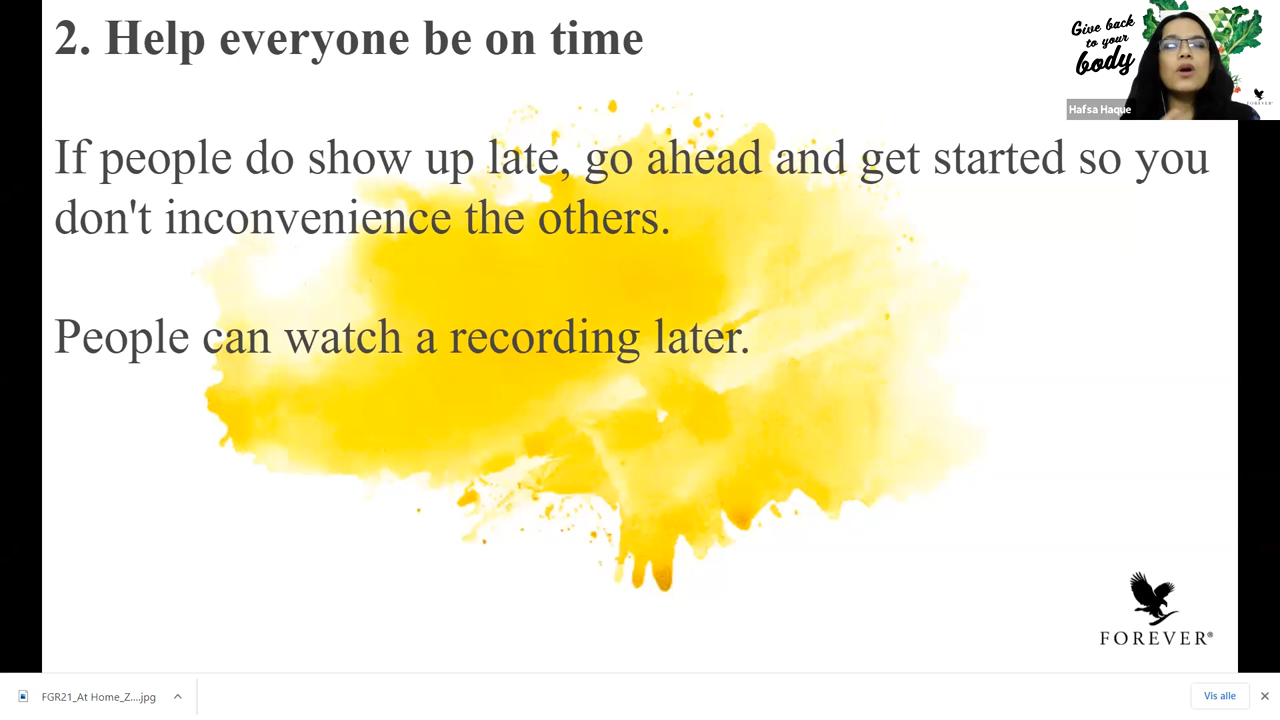 2. Help everyone be on time
Give back
to your
body
Hafsa Haque
FOREVER
If people do show up late, go ahead and get started so you
don't inconvenience the others.
People can watch a recording later.
FOREVER®
FGR21_At Home_Z....jpg
Vis alle